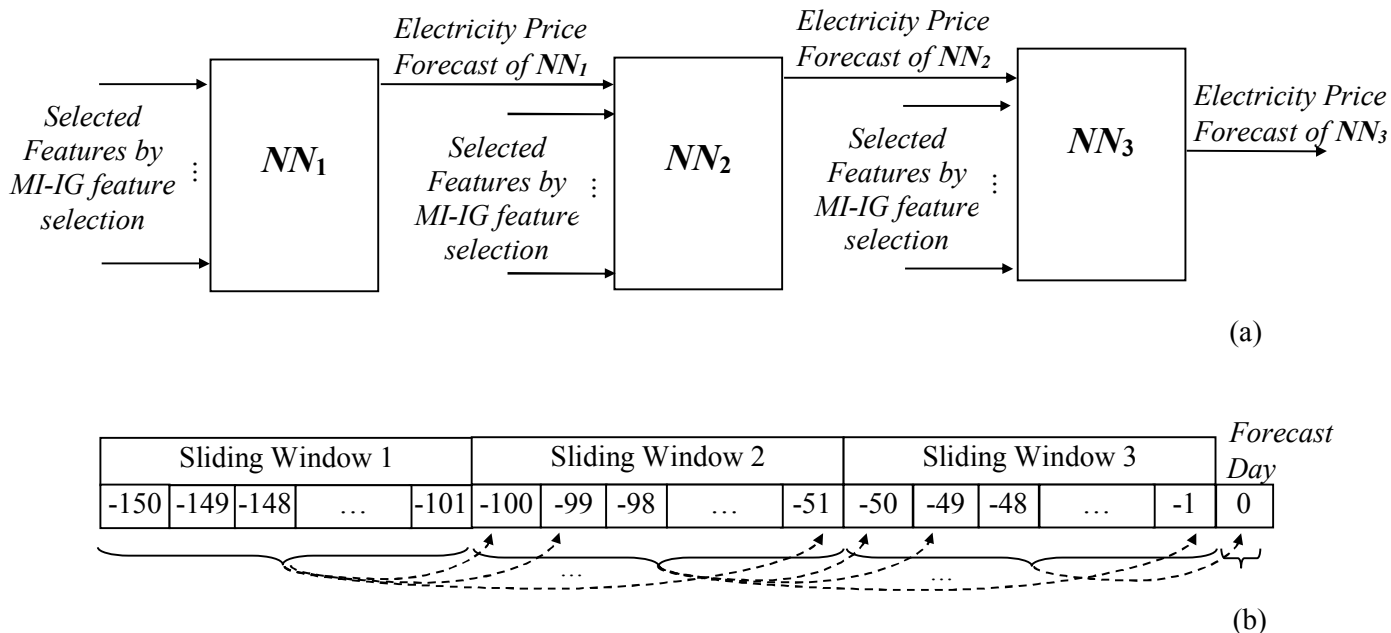 Electricity Price
Forecast of NN1
Electricity Price
Forecast of NN2
Electricity Price
Forecast of NN3
Selected
Features by
MI-IG feature
selection
⋮
NN1
Selected
Features by
MI-IG feature
selection
⋮
NN2
Selected
Features by
MI-IG feature
selection
⋮
NN3
(a)
Sliding Window 1 Sliding Window 2 Sliding Window 3 Forecast
Day
-150 -149 -148 … -101 -100 -99 -98 … -51 -50 -49 -48 … -1 0
… …
(b)